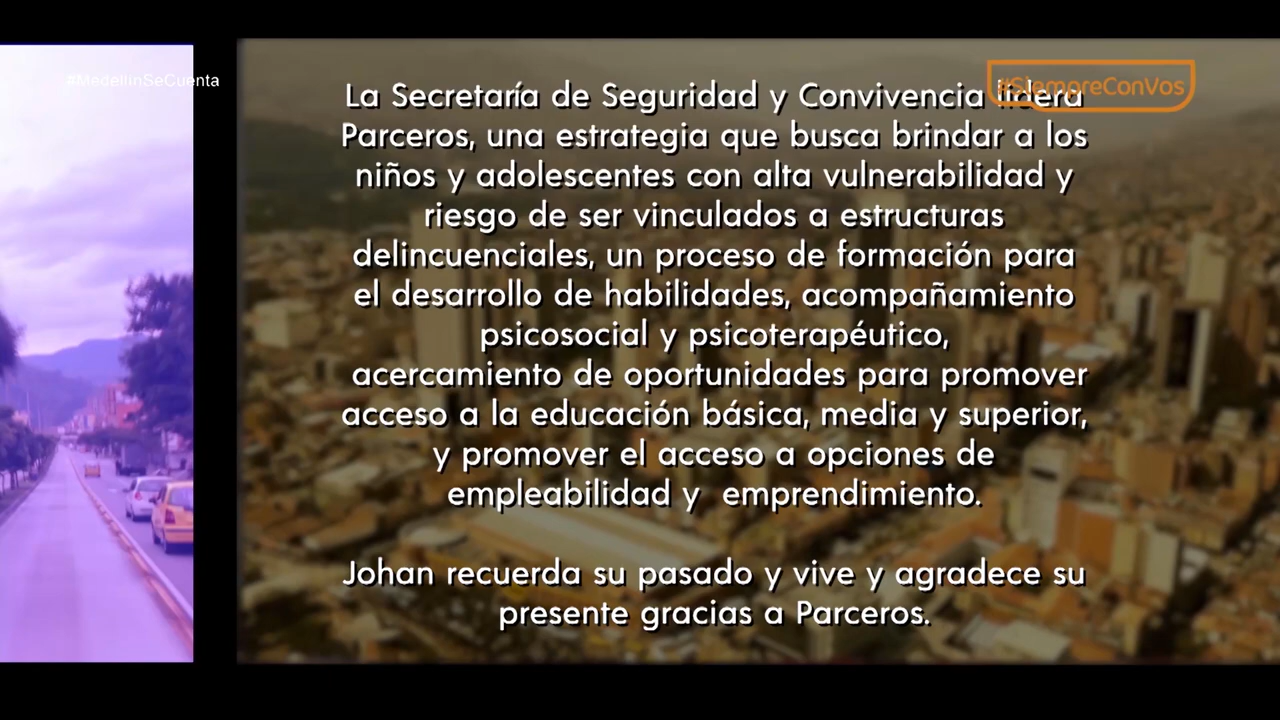 #MedellínSeCuenta
#SiempreConVos
La Secretaría de Seguridad y Convivencia lidera
Parceros, una estrategia que busca brindar a los
niños y adolescentes con alta vulnerabilidad y
riesgo de ser vinculados a estructuras
delincuenciales, un proceso de formación para
el desarrollo de habilidades, acompañamiento
psicosocial y psicoterapéutico,
acercamiento de oportunidades para promover
acceso a la educación básica, media y superior,
y promover el acceso a opciones de
empleabilidad y  emprendimiento.
Johan recuerda su pasado y vive y agradece su
presente gracias a Parceros.